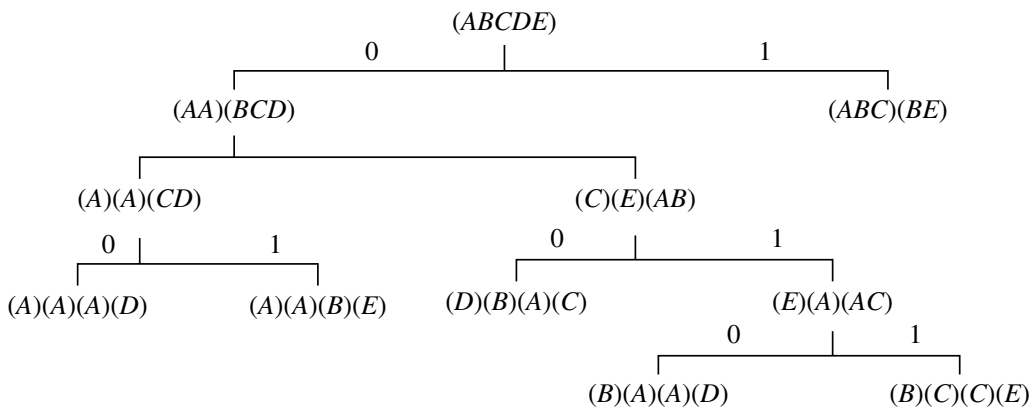 (ABCDE)
0 1
(AA)(BCD) (ABC)(BE)
(A)(A)(CD) (C)(E)(AB)
0 1 0 1
(A)(A)(A)(D) (A)(A)(B)(E) (D)(B)(A)(C) (E)(A)(AC)
0 1
(B)(A)(A)(D) (B)(C)(C)(E)